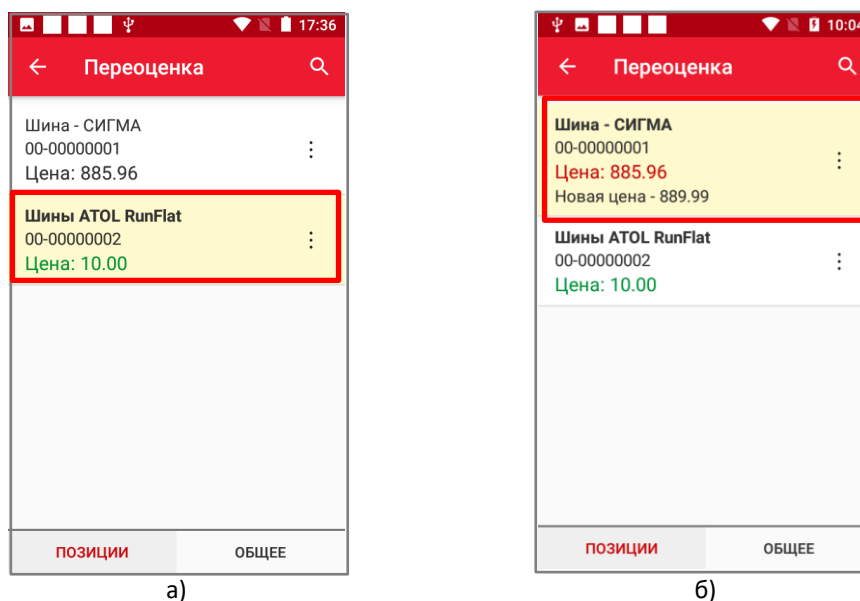 17:36
Переоценка
Шина - СИГМА
00-00000001
Цена: 885.96
Шины ATOL RunFlat
00-00000002
Цена: 10.00
ПОЗИЦИИ ОБЩЕЕ
а)
10:04
Переоценка
Шина - СИГМА
00-00000001
Цена: 885.96
Новая цена - 889.99
Шины ATOL RunFlat
00-00000002
Цена: 10.00
ПОЗИЦИИ ОБЩЕЕ
б)